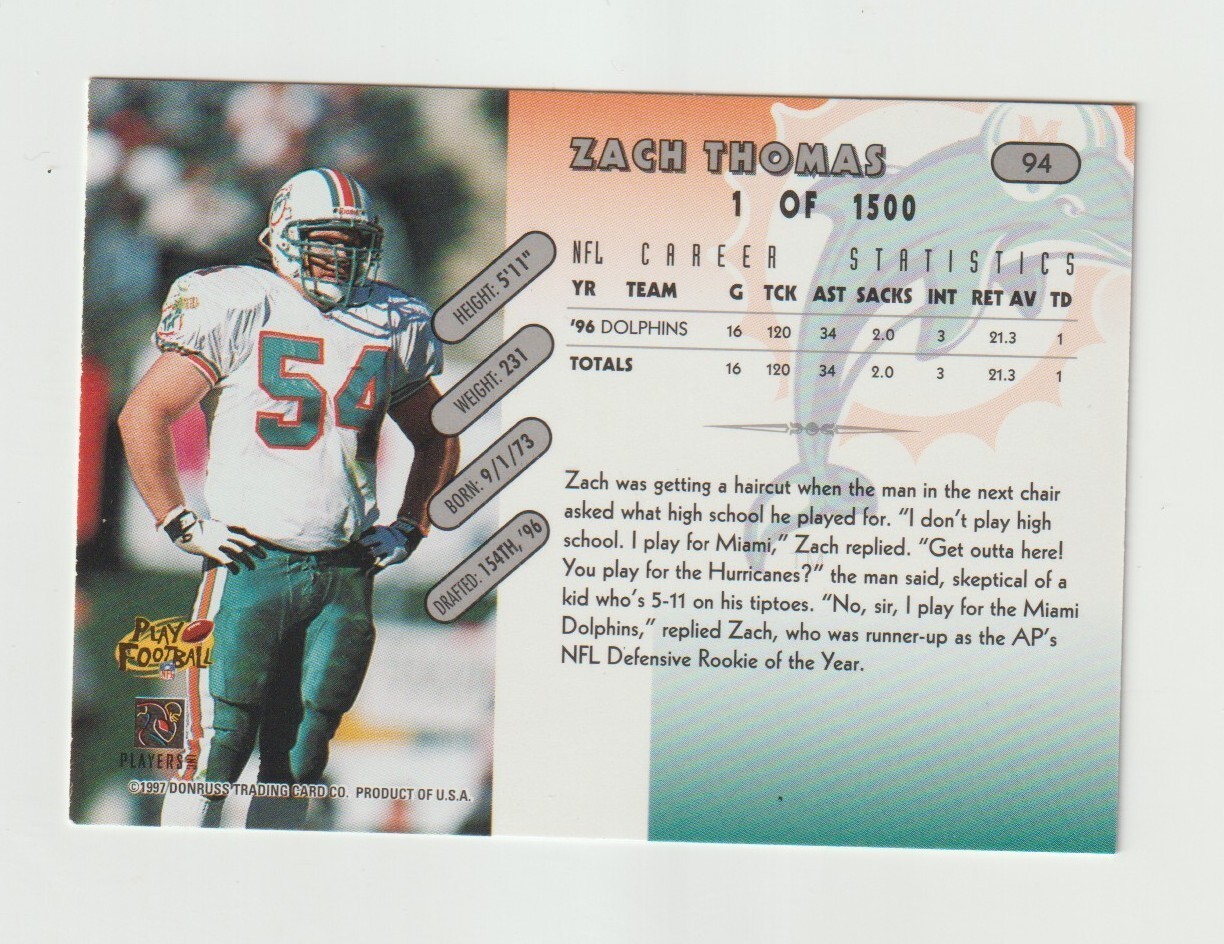 ZACH THOMAS
94
1 OF 1500
NFL CAREER STATISTICS
YR TEAM G TCK AST SACKS INT RET AV TD
'96 DOLPHINS 16 120 34 2.0 3 21.3 1
TOTALS 16 120 34 2.0 3 21.3 1
HEIGHT: 5'11"
WEIGHT: 231
BORN: 9/1/73
DRAFTED: 154TH, '96
54
Zach was getting a haircut when the man in the next chair
asked what high school he played for. "I don't play high
school. I play for Miami," Zach replied. "Get outta here!
You play for the Hurricanes?" the man said, skeptical of a
kid who's 5-11 on his tiptoes. "No, sir, I play for the Miami
Dolphins," replied Zach, who was runner-up as the AP's
NFL Defensive Rookie of the Year.
PLAY
FOOTBALL
NFL
PLAYERS INC
©1997 DONRUSS TRADING CARD CO. PRODUCT OF U.S.A.
M